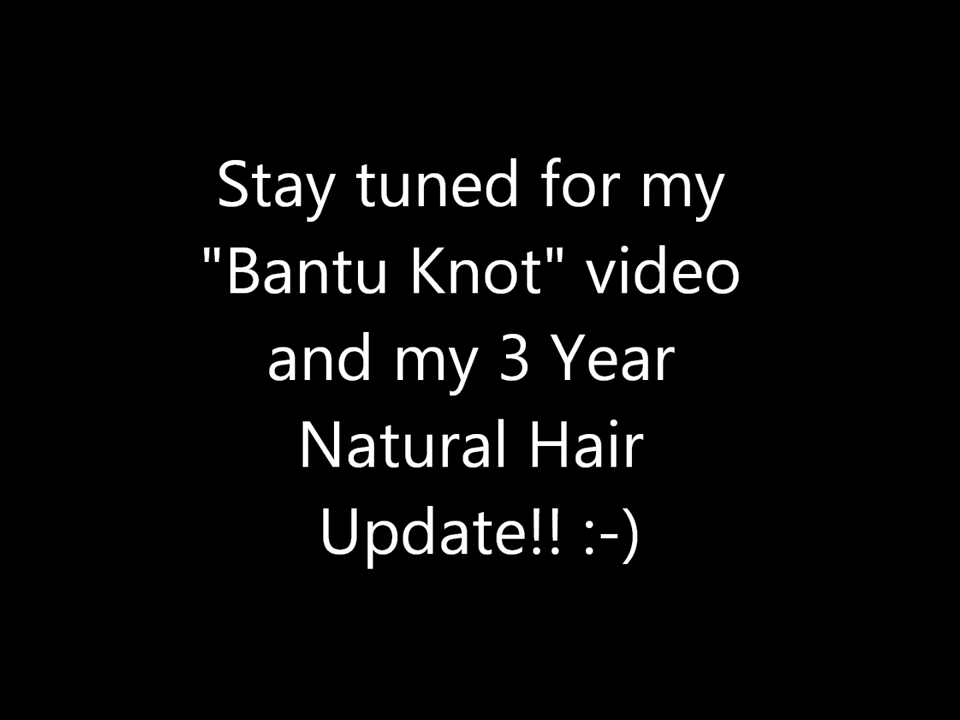 Stay tuned for my
"Bantu Knot" video
and my 3 Year
Natural Hair
Update!! :-)